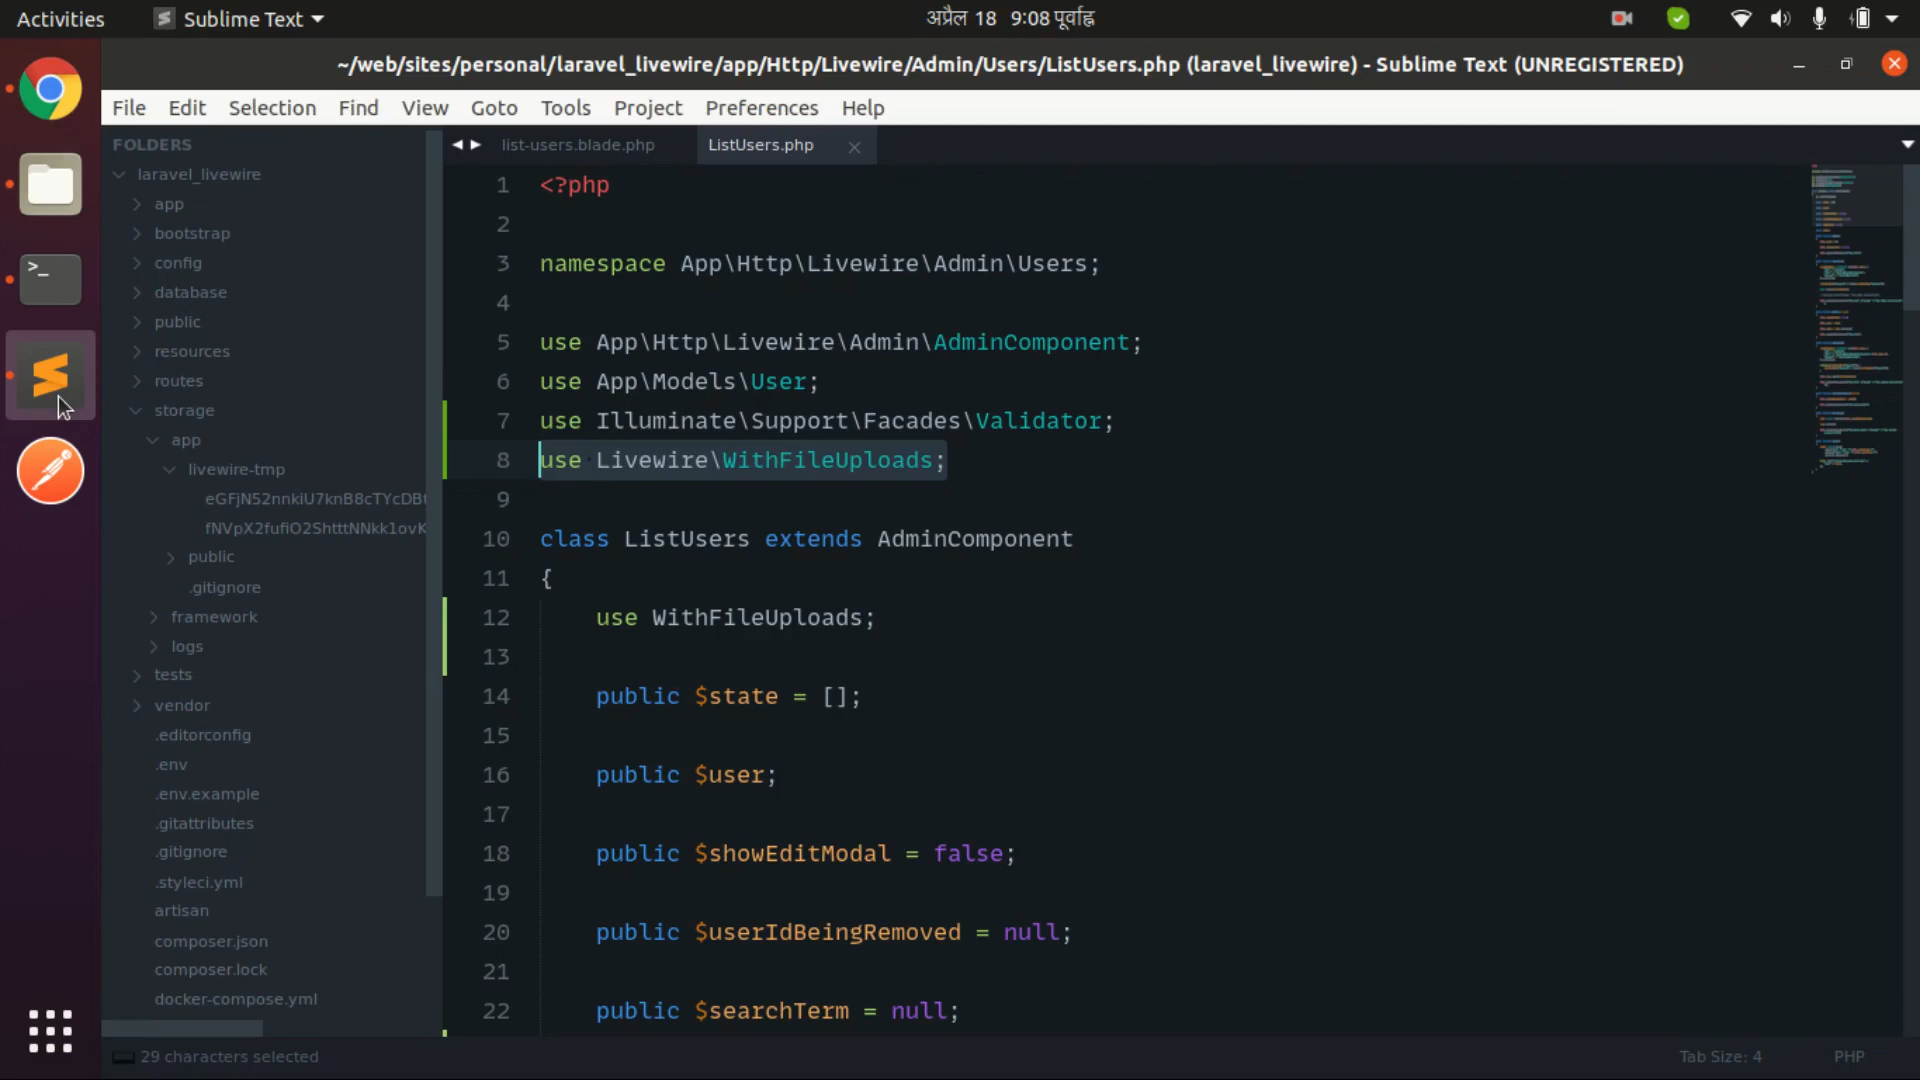 Activities
Sublime Text
अप्रैल 18 9:08 पूर्वाह्न
~/web/sites/personal/laravel_livewire/app/Http/Livewire/Admin/Users/ListUsers.php (laravel_livewire) - Sublime Text (UNREGISTERED)
File Edit Selection Find View Goto Tools Project Preferences Help
FOLDERS
laravel_livewire
app
bootstrap
config
database
public
resources
routes
storage
app
livewire-tmp
eGFjN52nnkiU7knB8cTYcDBt
fNVpX2fufiO2ShtttNNkk1ovK
public
.gitignore
framework
logs
tests
vendor
.editorconfig
.env
.env.example
.gitattributes
.gitignore
.styleci.yml
artisan
composer.json
composer.lock
docker-compose.yml
list-users.blade.php
ListUsers.php
1 <?php
2
3 namespace App\Http\Livewire\Admin\Users;
4
5 use App\Http\Livewire\Admin\AdminComponent;
6 use App\Models\User;
7 use Illuminate\Support\Facades\Validator;
8 use Livewire\WithFileUploads;
9
10 class ListUsers extends AdminComponent
11 {
12 use WithFileUploads;
13
14 public $state = [];
15
16 public $user;
17
18 public $showEditModal = false;
19
20 public $userIdBeingRemoved = null;
21
22 public $searchTerm = null;
29 characters selected
Tab Size: 4
PHP